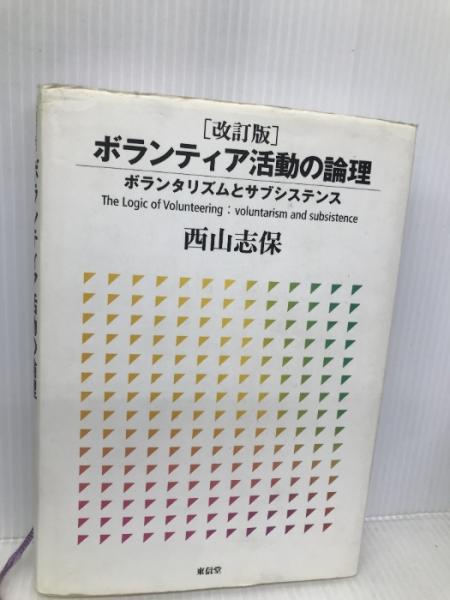 [改訂版]
ボランティア活動の論理
ボランタリズムとサブシステンス
The Logic of Volunteering : voluntarism and subsistence
西山志保
東信堂